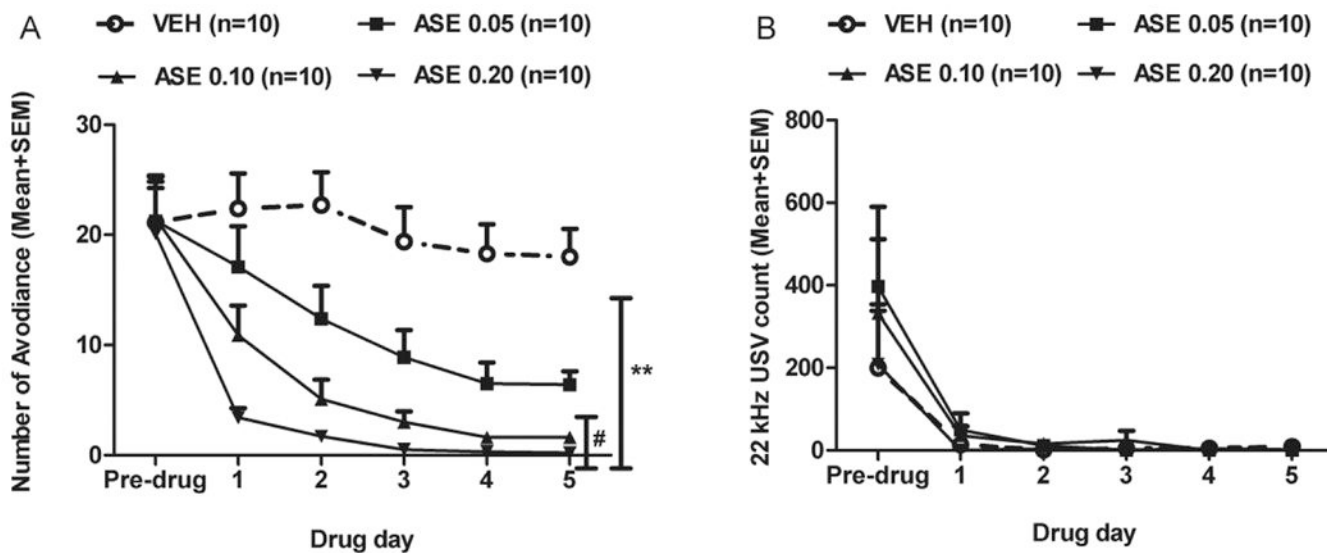 A
VEH (n=10)
ASE 0.05 (n=10)
ASE 0.10 (n=10)
ASE 0.20 (n=10)
Number of Avodiance (Mean+SEM)
30
20
10
0
**
#
Pre-drug 1 2 3 4 5
Drug day
B
VEH (n=10)
ASE 0.05 (n=10)
ASE 0.10 (n=10)
ASE 0.20 (n=10)
22 kHz USV count (Mean+SEM)
800
600
400
200
0
Pre-drug 1 2 3 4 5
Drug day